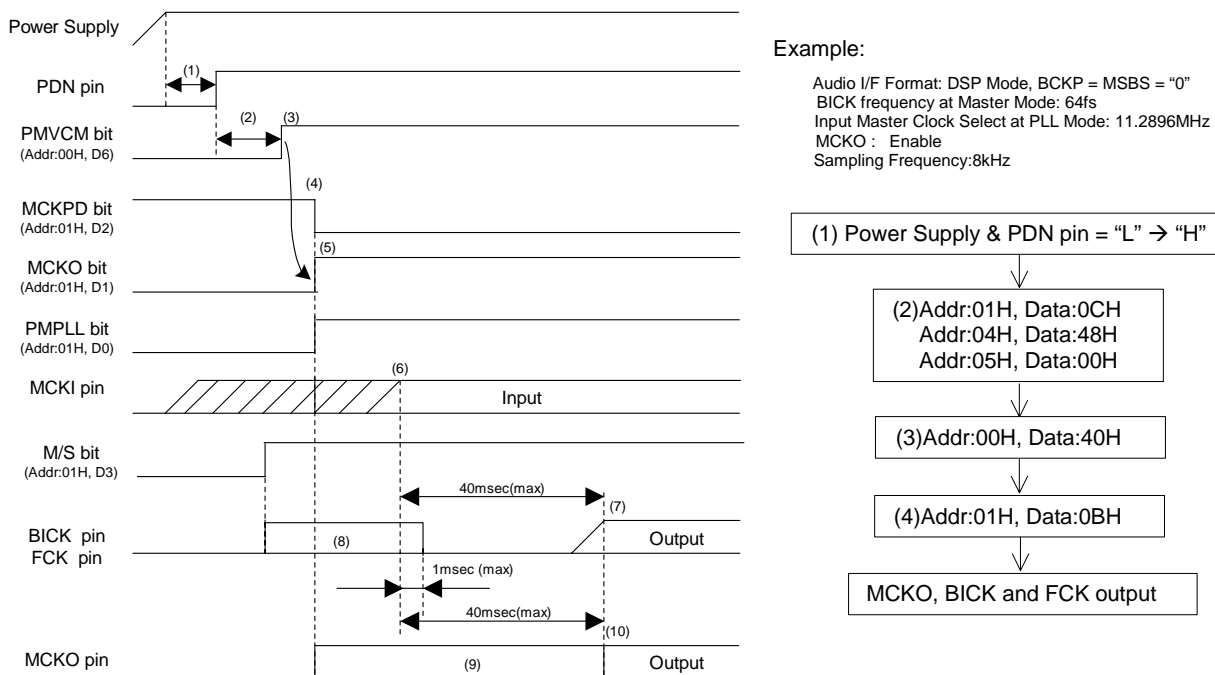 Power Supply
(1)
PDN pin
(2)
(3)
PMVCM bit
(Addr:00H, D6)
(4)
MCKPD bit
(Addr:01H, D2)
(5)
MCKO bit
(Addr:01H, D1)
PMPLL bit
(Addr:01H, D0)
(6)
MCKI pin
Input
M/S bit
(Addr:01H, D3)
40msec(max)
(7)
BICK pin
FCK pin
(8)
Output
1msec (max)
40msec(max)
(10)
MCKO pin
(9)
Output
Example:
Audio I/F Format: DSP Mode, BCKP = MSBS = “0”
BICK frequency at Master Mode: 64fs
Input Master Clock Select at PLL Mode: 11.2896MHz
MCKO : Enable
Sampling Frequency:8kHz
(1) Power Supply & PDN pin = “L” → “H”
(2)Addr:01H, Data:0CH
Addr:04H, Data:48H
Addr:05H, Data:00H
(3)Addr:00H, Data:40H
(4)Addr:01H, Data:0BH
MCKO, BICK and FCK output